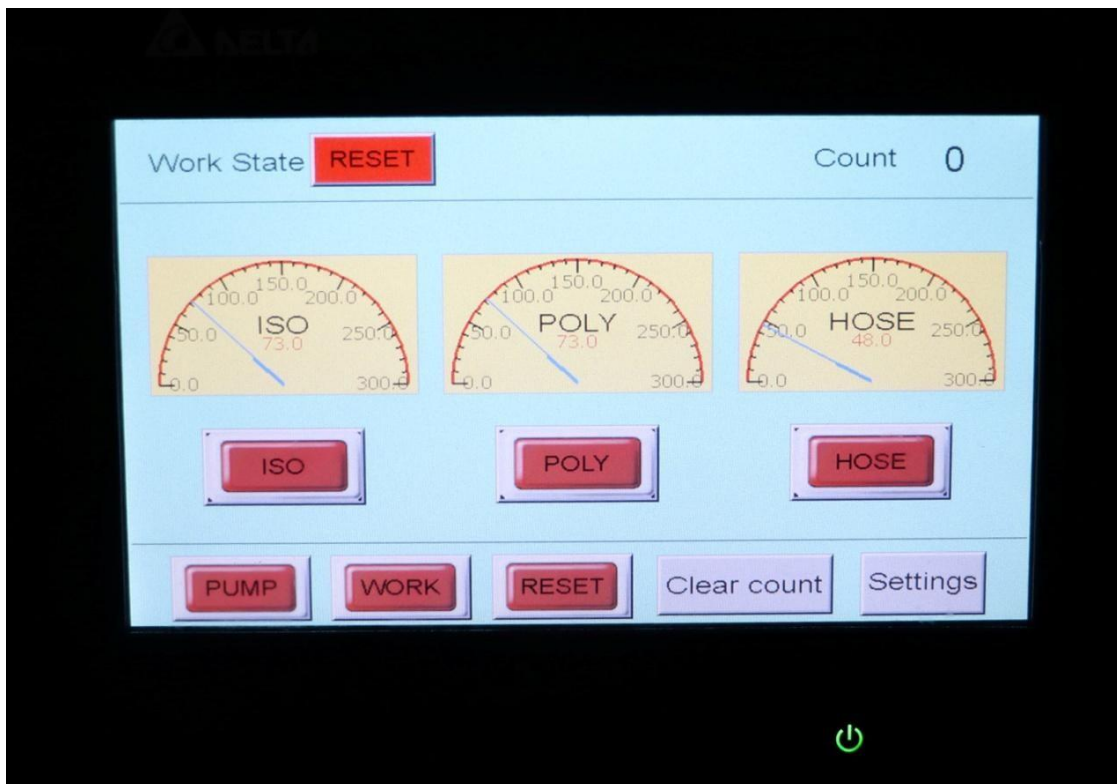 DELTA
Work State RESET Count 0
150.0 150.0 150.0
100.0 200.0 100.0 200.0 100.0 200.0
ISO POLY HOSE
50.0 250.0 50.0 250.0 50.0 250.0
73.0 73.0 48.0
0.0 300.0 0.0 300.0 0.0 300.0
ISO POLY HOSE
PUMP WORK RESET Clear count Settings